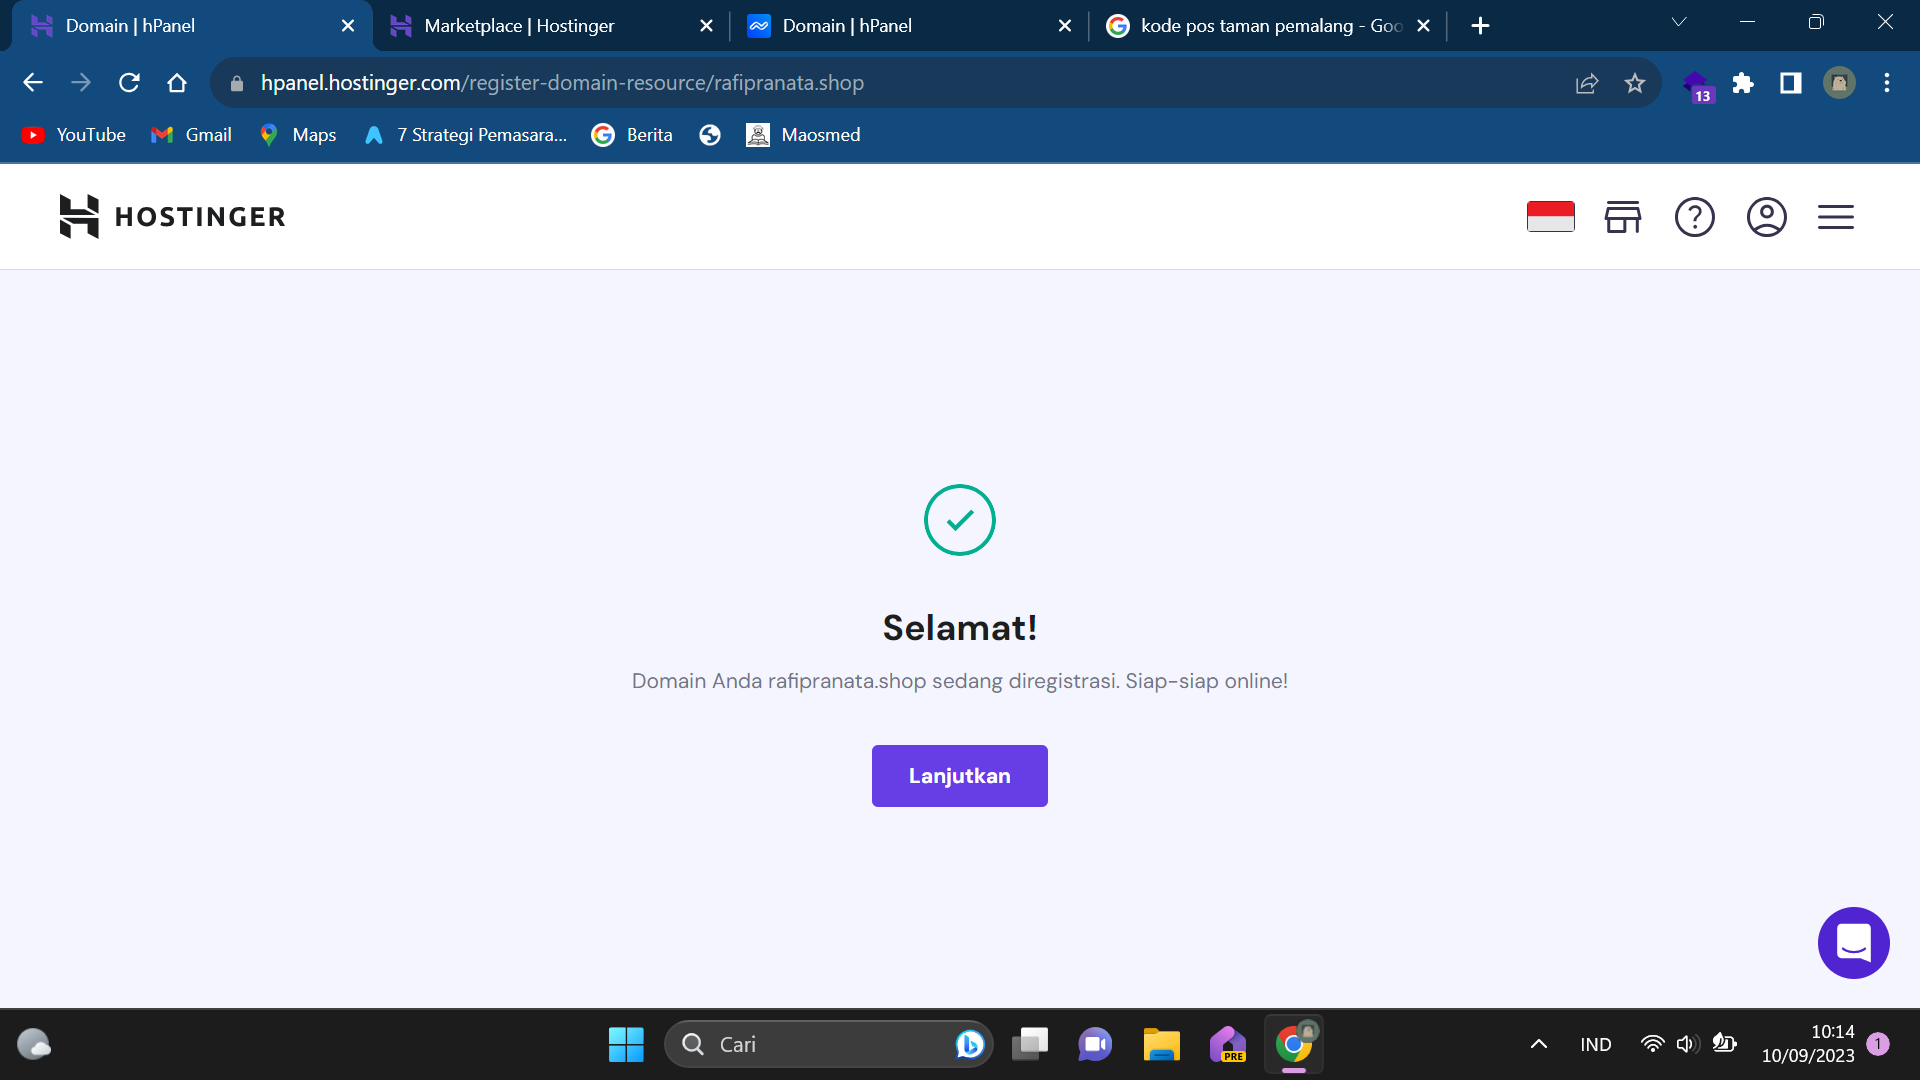 Domain | hPanel
Marketplace | Hostinger
Domain | hPanel
kode pos taman pemalang - Goo
hpanel.hostinger.com/register-domain-resource/rafipranata.shop
13
YouTube
Gmail
Maps
7 Strategi Pemasara...
Berita
Maosmed
HOSTINGER
Selamat!
Domain Anda rafipranata.shop sedang diregistrasi. Siap-siap online!
Lanjutkan
Cari
PRE
IND
10:14
10/09/2023
1